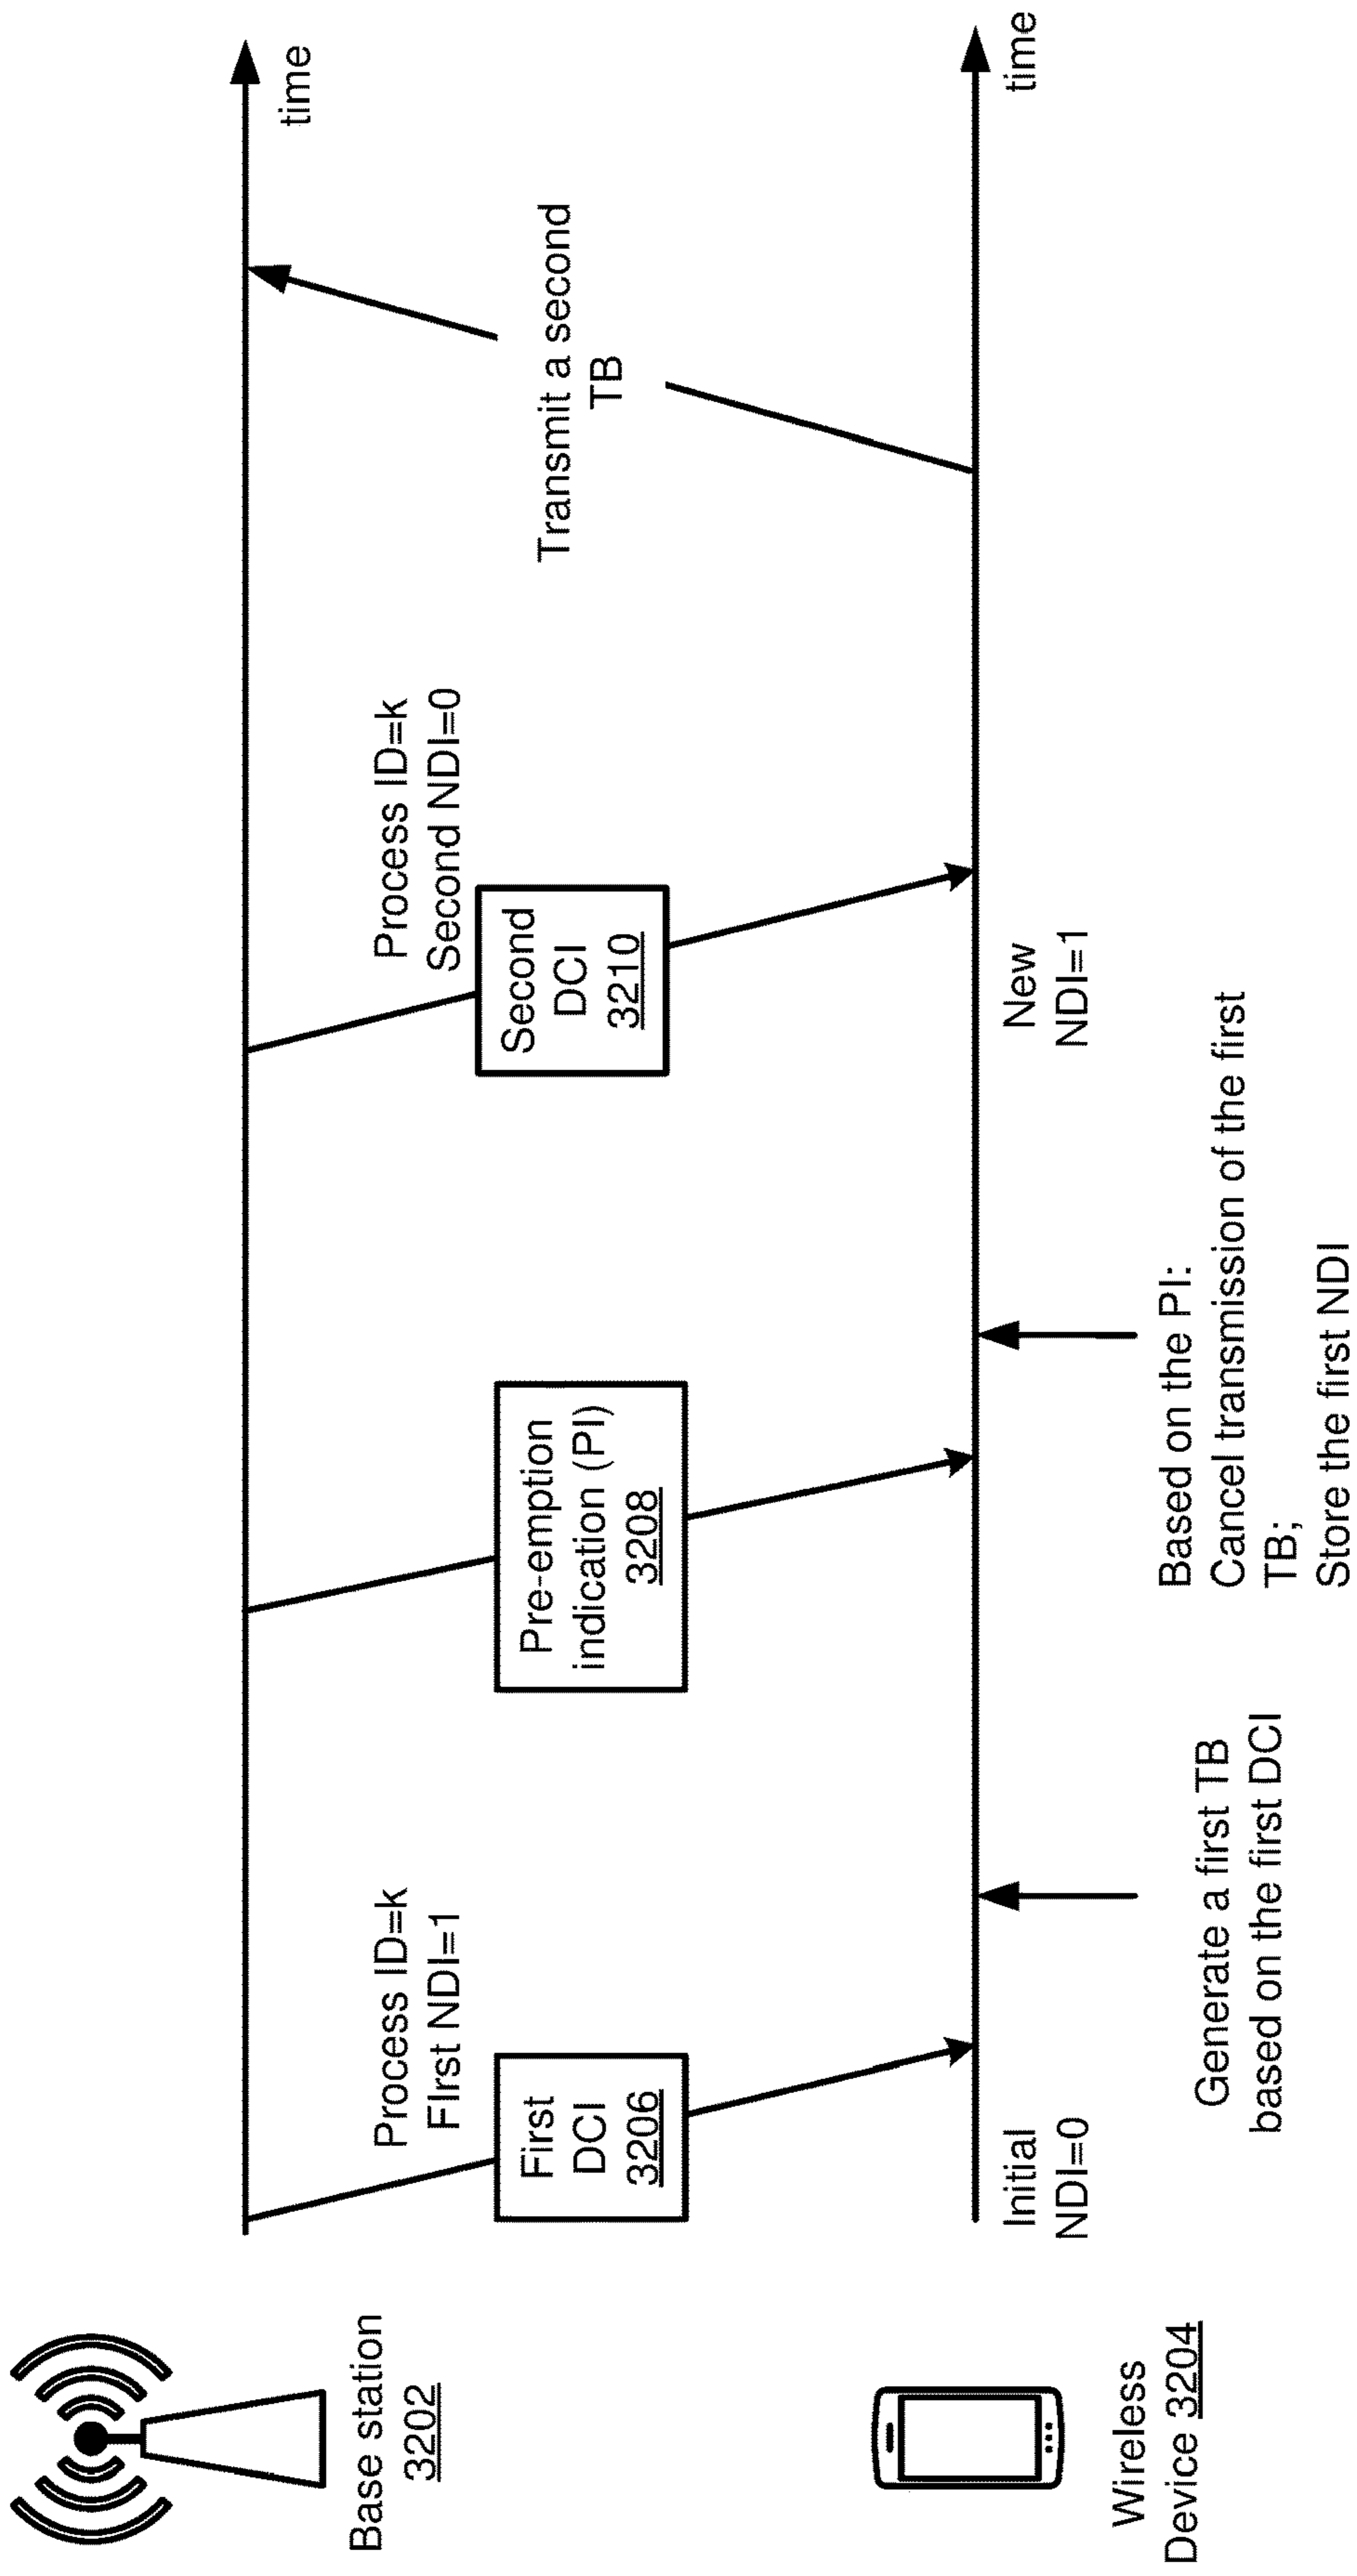 Base station
3202
time
Process ID=k
FIrst NDI=1
First
DCI
3206
Pre-emption
indication (PI)
3208
Process ID=k
Second NDI=0
Second
DCI
3210
Transmit a second
TB
Wireless
Device 3204
time
Initial
NDI=0
New
NDI=1
Generate a first TB
based on the first DCI
Based on the PI:
Cancel transmission of the first
TB;
Store the first NDI